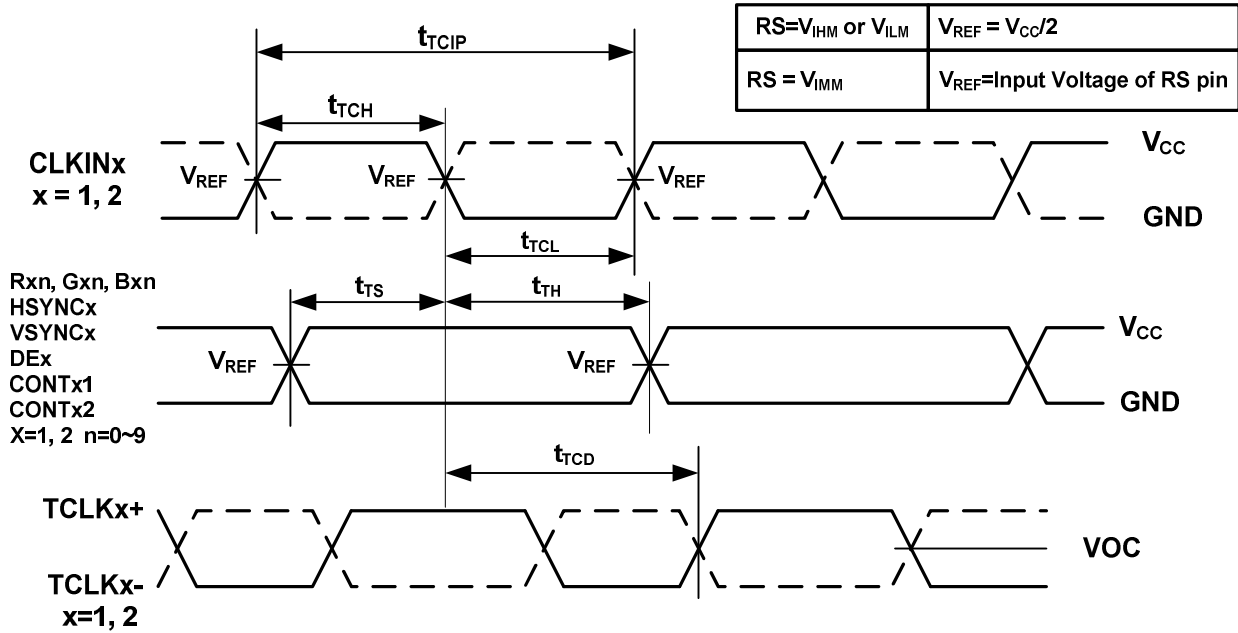 tTCIP
RS=VIHM or VILM
VREF = VCC/2
RS = VIMM
VREF=Input Voltage of RS pin
tTCH
CLKINx
x = 1, 2
VREF
VREF
VREF
VCC
GND
tTCL
Rxn, Gxn, Bxn
HSYNCx
VSYNCx
DEx
CONTx1
CONTx2
X=1, 2 n=0~9
tTS
tTH
VREF
VREF
VCC
GND
tTCD
TCLKx+
TCLKx-
x=1, 2
VOC